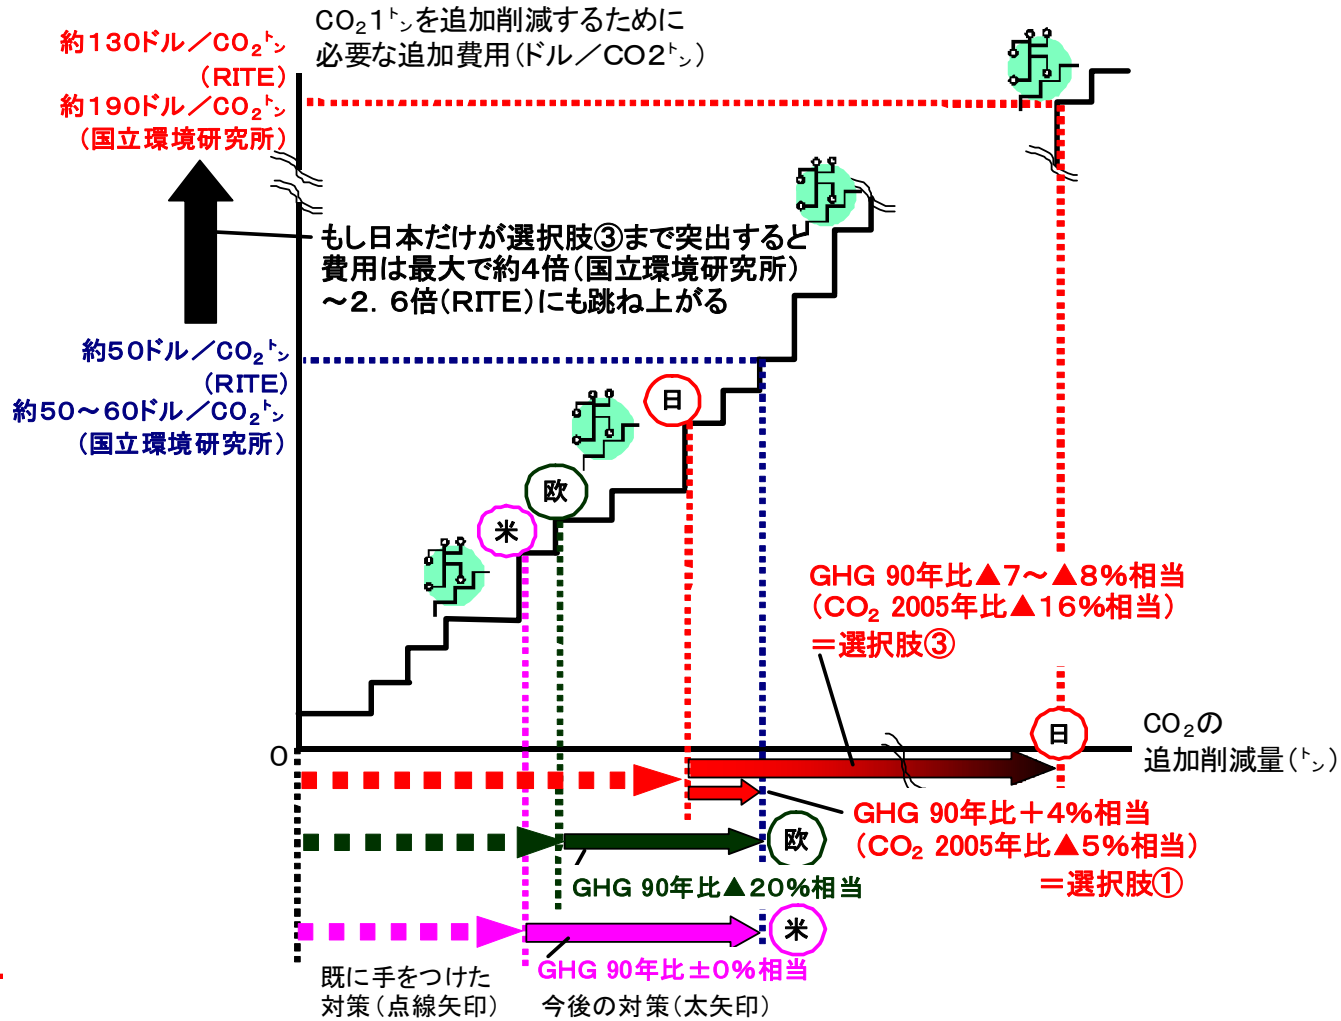 CO₂1㌧を追加削減するために
必要な追加費用(ドル／CO2㌧)
約130ドル／CO₂㌧
(RITE)
約190ドル／CO₂㌧
(国立環境研究所)
もし日本だけが選択肢③まで突出すると
費用は最大で約4倍(国立環境研究所)
～2．6倍(RITE)にも跳ね上がる
約50ドル／CO₂㌧
(RITE)
約50～60ドル／CO₂㌧
(国立環境研究所)
日
欧
米
GHG 90年比▲7～▲8%相当
(CO₂ 2005年比▲16%相当)
＝選択肢③
日
CO₂の
追加削減量(㌧)
0
GHG 90年比＋4%相当
(CO₂ 2005年比▲5%相当)
＝選択肢①
欧
GHG 90年比▲20%相当
米
GHG 90年比±0%相当
既に手をつけた
対策(点線矢印)
今後の対策(太矢印)